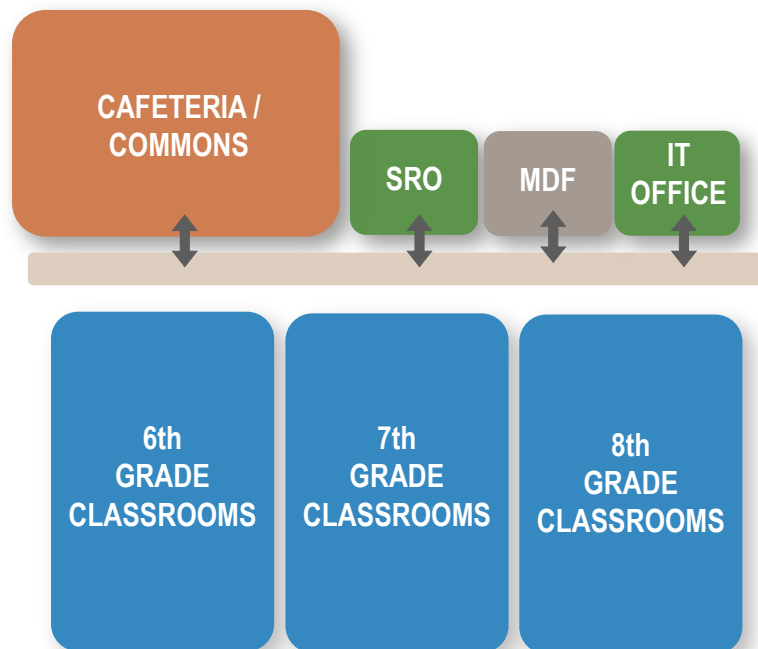 CAFETERIA /
COMMONS
SRO
MDF
IT
OFFICE
6th
GRADE
CLASSROOMS
7th
GRADE
CLASSROOMS
8th
GRADE
CLASSROOMS